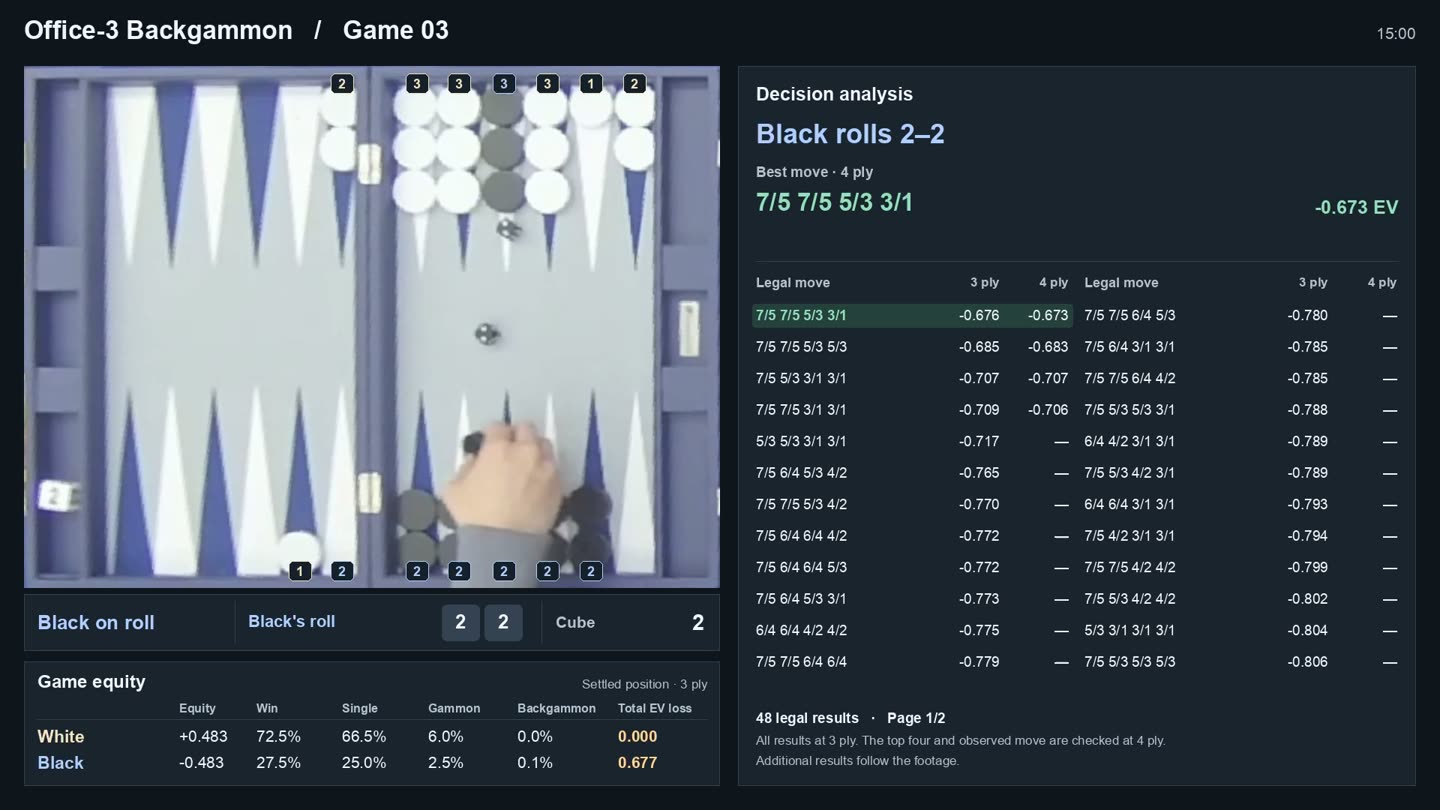 Office-3 Backgammon / Game 03
15:00
2 3 3 3 3 1 2
2
1 2 2 2 2 2 2
Black on roll
Black's roll 2 2
Cube 2
Game equity
Settled position · 3 ply
Equity Win Single Gammon Backgammon Total EV loss
White +0.483 72.5% 66.5% 6.0% 0.0% 0.000
Black -0.483 27.5% 25.0% 2.5% 0.1% 0.677
Decision analysis
Black rolls 2–2
Best move · 4 ply
7/5 7/5 5/3 3/1 -0.673 EV
Legal move 3 ply 4 ply Legal move 3 ply 4 ply
7/5 7/5 5/3 3/1 -0.676 -0.673 7/5 7/5 6/4 5/3 -0.780 —
7/5 7/5 5/3 5/3 -0.685 -0.683 7/5 6/4 3/1 3/1 -0.785 —
7/5 5/3 3/1 3/1 -0.707 -0.707 7/5 7/5 6/4 4/2 -0.785 —
7/5 7/5 3/1 3/1 -0.709 -0.706 7/5 5/3 5/3 3/1 -0.788 —
5/3 5/3 3/1 3/1 -0.717 — 6/4 4/2 3/1 3/1 -0.789 —
7/5 6/4 5/3 4/2 -0.765 — 7/5 5/3 4/2 3/1 -0.789 —
7/5 7/5 5/3 4/2 -0.770 — 6/4 6/4 3/1 3/1 -0.793 —
7/5 6/4 6/4 4/2 -0.772 — 7/5 4/2 3/1 3/1 -0.794 —
7/5 6/4 6/4 5/3 -0.772 — 7/5 7/5 4/2 4/2 -0.799 —
7/5 6/4 5/3 3/1 -0.773 — 7/5 5/3 4/2 4/2 -0.802 —
6/4 6/4 4/2 4/2 -0.775 — 5/3 3/1 3/1 3/1 -0.804 —
7/5 7/5 6/4 6/4 -0.779 — 7/5 5/3 5/3 5/3 -0.806 —
48 legal results · Page 1/2
All results at 3 ply. The top four and observed move are checked at 4 ply.
Additional results follow the footage.